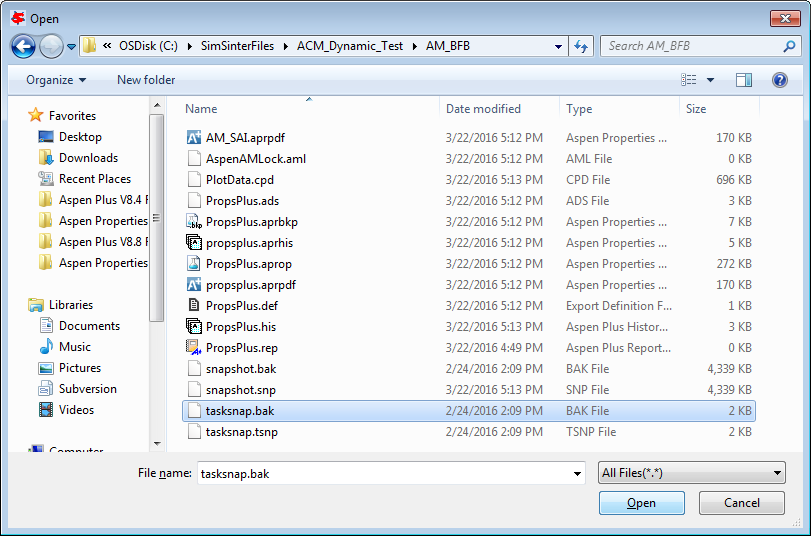 Open
« OSDisk (C:) SimSinterFiles ACM_Dynamic_Test AM_BFB Search AM_BFB
Organize New folder
Name Date modified Type Size
Favorites
Desktop
Downloads
Recent Places
Aspen Plus V8.4 F
Aspen Properties
Aspen Plus V8.8 F
Aspen Properties
Libraries
Documents
Music
Pictures
Subversion
Videos
Computer
AM_SAI.aprpdf 3/22/2016 5:12 PM Aspen Properties ... 170 KB
AspenAMLock.aml 3/22/2016 5:12 PM AML File 0 KB
PlotData.cpd 3/22/2016 5:13 PM CPD File 696 KB
PropsPlus.ads 3/22/2016 5:12 PM ADS File 3 KB
PropsPlus.aprbkp 3/22/2016 5:12 PM Aspen Properties ... 7 KB
propsplus.aprhis 3/22/2016 5:12 PM Aspen Properties ... 5 KB
PropsPlus.aprop 3/22/2016 5:12 PM Aspen Properties ... 272 KB
propsplus.aprpdf 3/22/2016 5:12 PM Aspen Properties ... 170 KB
PropsPlus.def 3/22/2016 5:12 PM Export Definition F... 1 KB
PropsPlus.his 3/22/2016 5:13 PM Aspen Plus Histor... 3 KB
PropsPlus.rep 3/22/2016 4:49 PM Aspen Plus Report... 0 KB
snapshot.bak 2/24/2016 2:09 PM BAK File 4,339 KB
snapshot.snp 3/22/2016 5:13 PM SNP File 4,339 KB
tasksnap.bak 2/24/2016 2:09 PM BAK File 2 KB
tasksnap.tsnp 2/24/2016 2:09 PM TSNP File 2 KB
File name: tasksnap.bak All Files(*.*)
Open Cancel